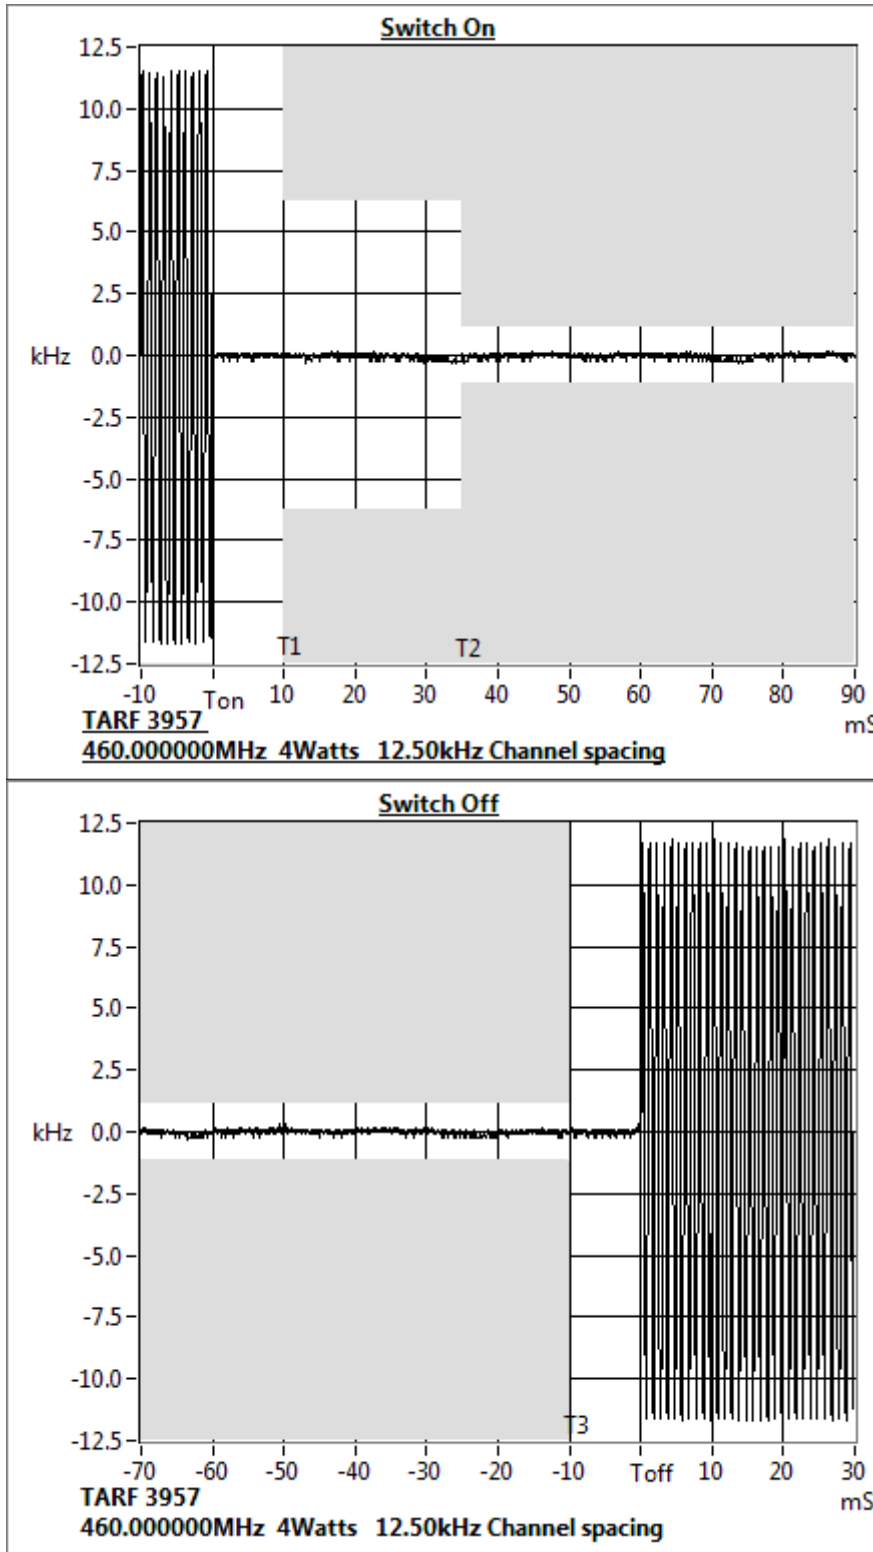 Switch On
12.5
10.0
7.5
5.0
2.5
kHz 0.0
-2.5
-5.0
-7.5
-10.0
-12.5
T1 T2
-10 Ton 10 20 30 40 50 60 70 80 90
mS
TARF 3957
460.000000MHz 4Watts 12.50kHz Channel spacing
Switch Off
12.5
10.0
7.5
5.0
2.5
kHz 0.0
-2.5
-5.0
-7.5
-10.0
-12.5
T3
-70 -60 -50 -40 -30 -20 -10 Toff 10 20 30
mS
TARF 3957
460.000000MHz 4Watts 12.50kHz Channel spacing